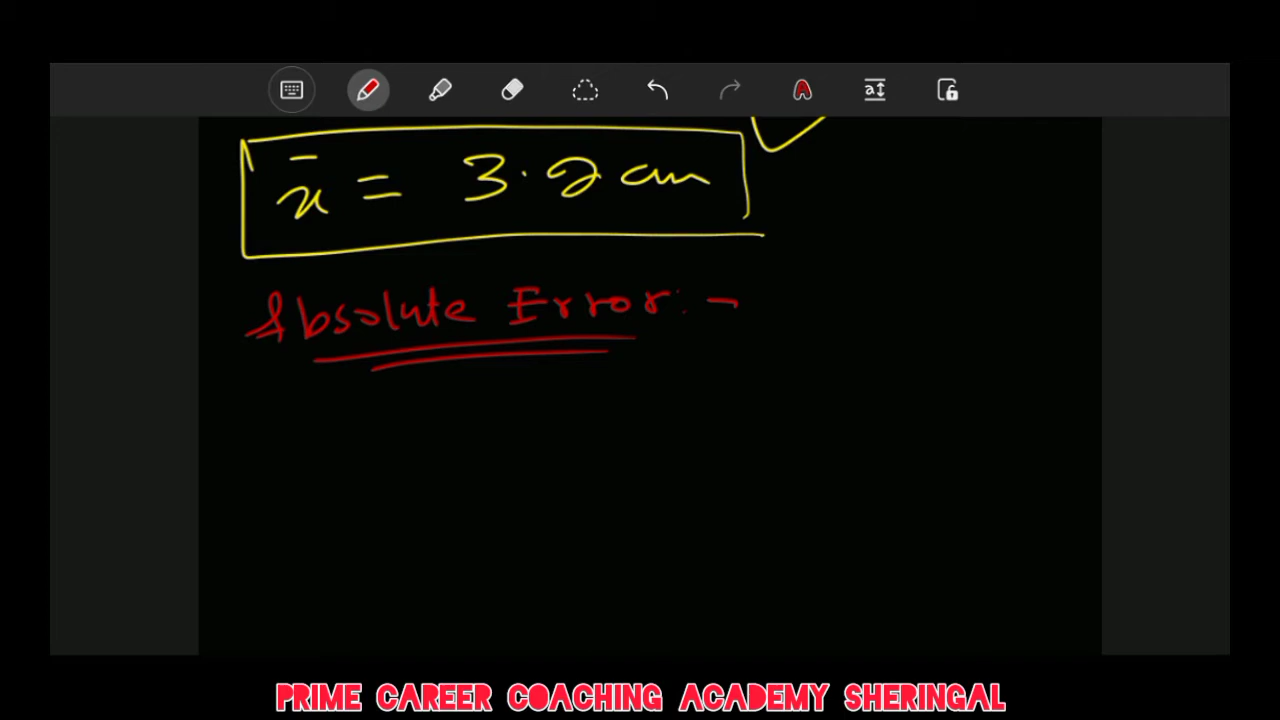 x̄ = 3.2 cm
Absolute Error:-
PRIME CAREER COACHING ACADEMY SHERINGAL